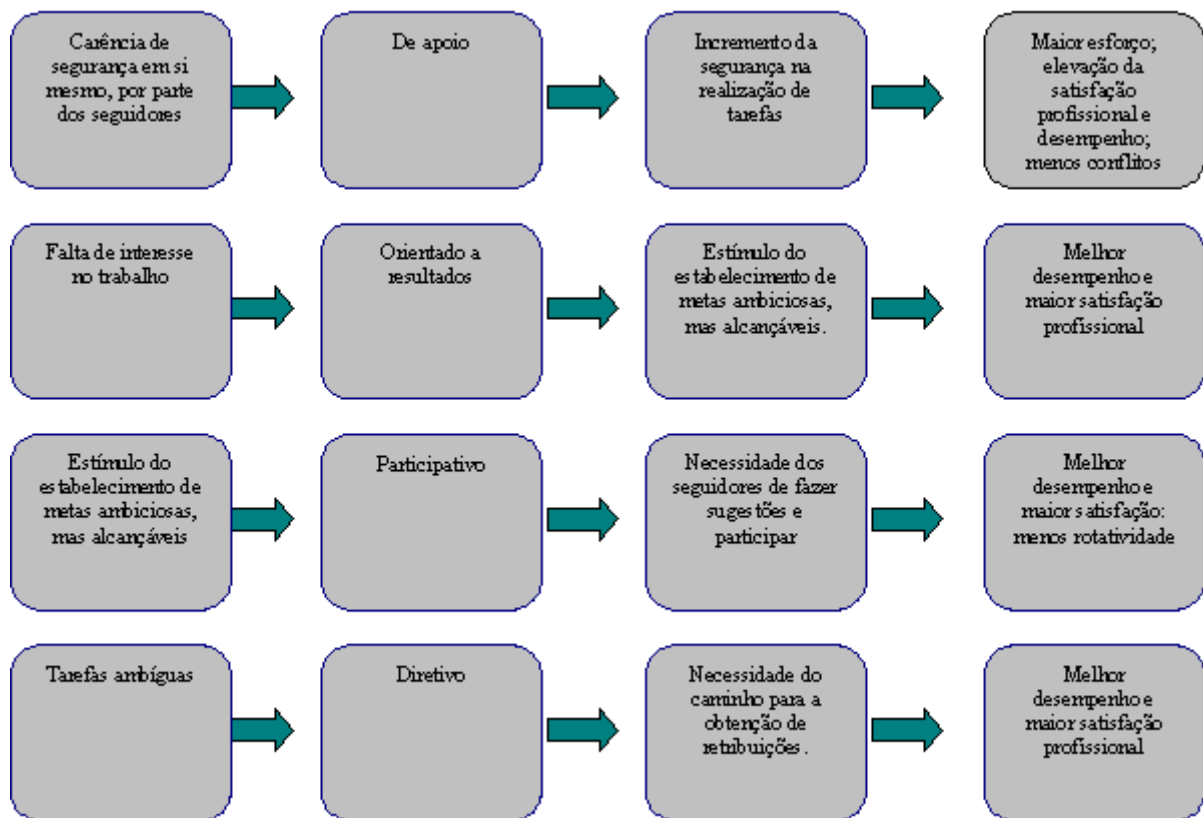 Carência de
segurança em si
mesmo, por parte
dos seguidores
De apoio
Incremento da
segurança na
realização de
tarefas
Maior esforço;
elevação da
satisfação
profissional e
desempenho;
menos conflitos
Falta de interesse
no trabalho
Orientado a
resultados
Estímulo do
estabelecimento de
metas ambiciosas,
mas alcançáveis.
Melhor
desempenho e
maior satisfação
profissional
Estímulo do
estabelecimento de
metas ambiciosas,
mas alcançáveis
Participativo
Necessidade dos
seguidores de fazer
sugestões e
participar
Melhor
desempenho e
maior satisfação:
menos rotatividade
Tarefas ambíguas
Diretivo
Necessidade do
caminho para a
obtenção de
retribuições.
Melhor
desempenho e
maior satisfação
profissional